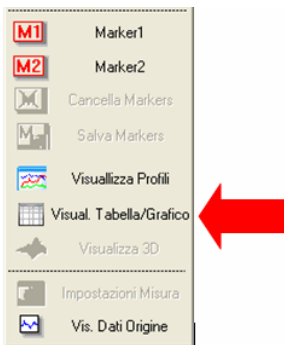 M1 Marker1
M2 Marker2
M Cancella Markers
M Salva Markers
Visuallizza Profili
Visual. Tabella/Grafico
Visualizza 3D
Impostazioni Misura
Vis. Dati Origine